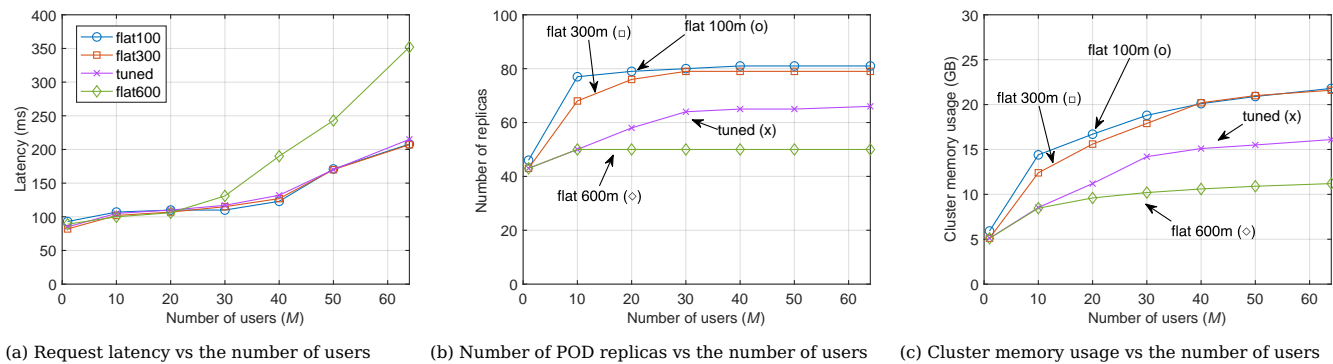 400
350
300
250
200
150
100
50
0
Latency (ms)
flat100
flat300
tuned
flat600
0 10 20 30 40 50 60
Number of users (M)
(a) Request latency vs the number of users
100
80
60
40
20
0
Number of replicas
flat 300m (□)
flat 100m (o)
tuned (x)
flat 600m (◇)
0 10 20 30 40 50 60
Number of users (M)
(b) Number of POD replicas vs the number of users
30
25
20
15
10
5
0
Cluster memory usage (GB)
flat 100m (o)
flat 300m (□)
tuned (x)
flat 600m (◇)
0 10 20 30 40 50 60
Number of users (M)
(c) Cluster memory usage vs the number of users